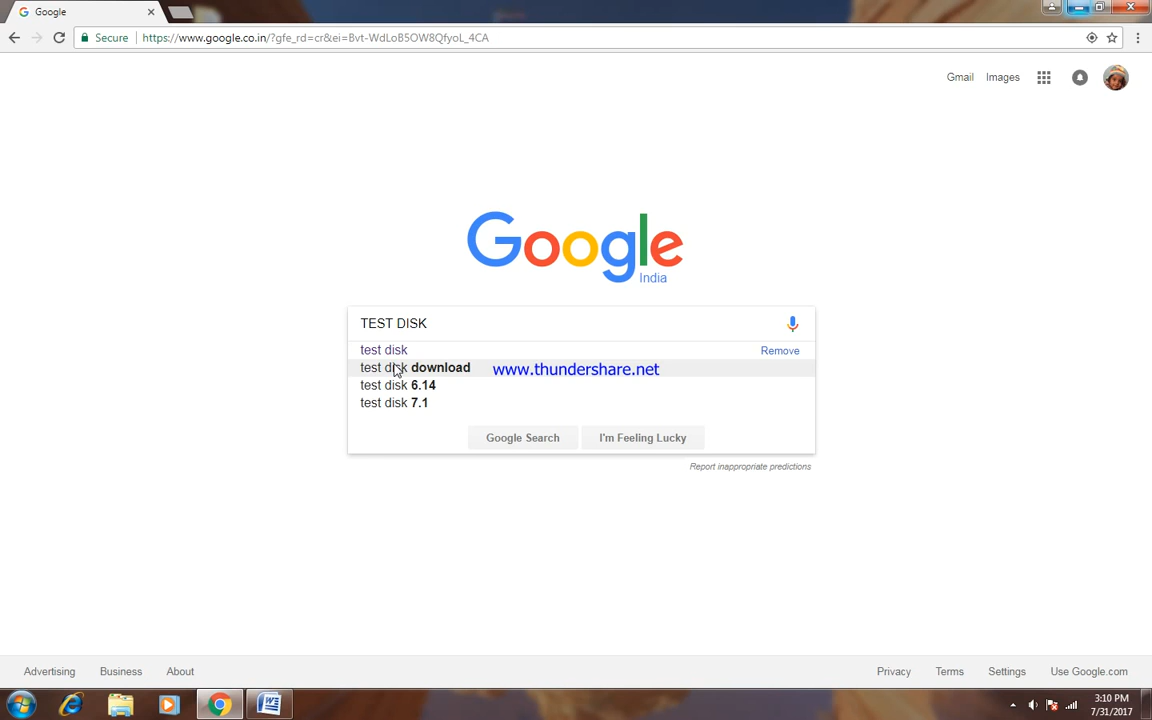 Google
Secure
https://www.google.co.in/?gfe_rd=cr&ei=Bvt-WdLoB5OW8QfyoL_4CA
Gmail Images
Google
India
TEST DISK
test disk Remove
test disk download www.thundershare.net
test disk 6.14
test disk 7.1
Google Search I'm Feeling Lucky
Report inappropriate predictions
Advertising Business About Privacy Terms Settings Use Google.com
3:10 PM
7/31/2017